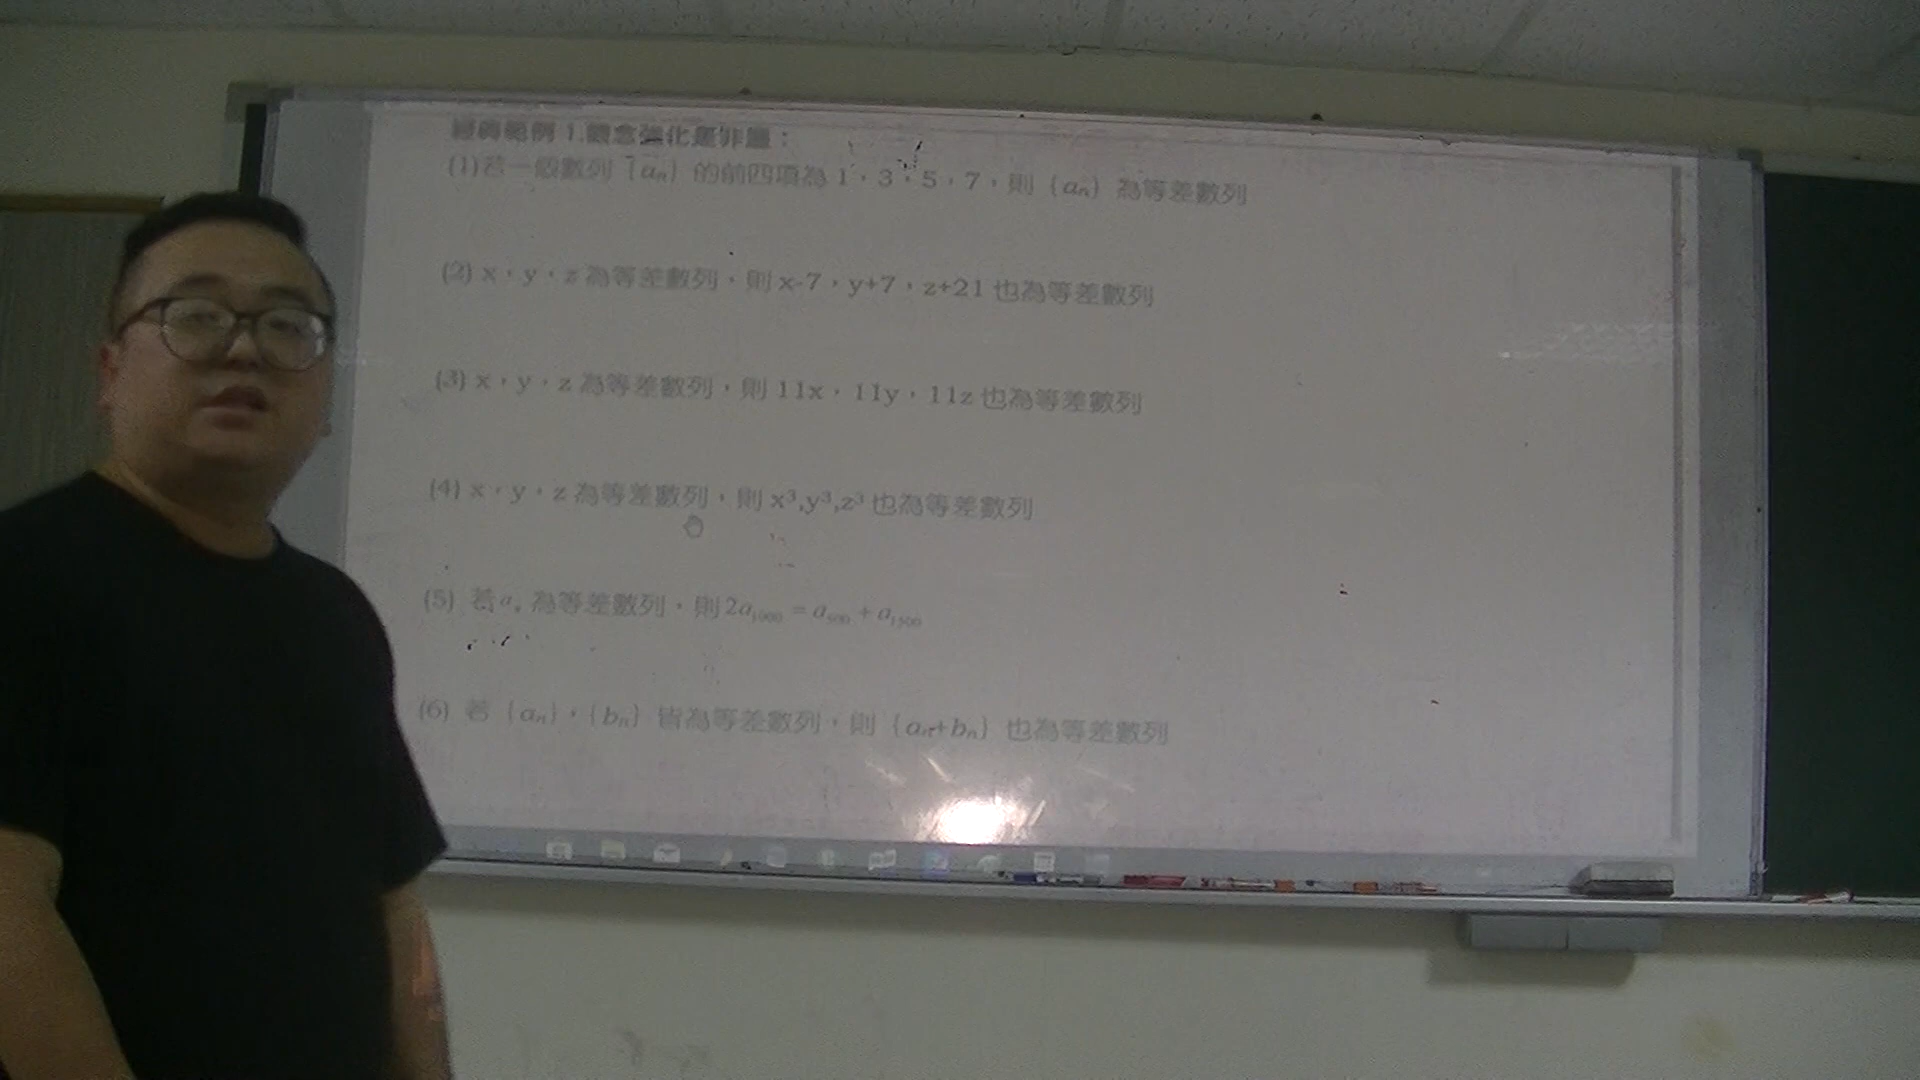 經典範例 1.觀念強化是非題：
(1)若一個數列 {aₙ} 的前四項為 1，3，5，7，則 {aₙ} 為等差數列
(2) x，y，z 為等差數列，則 x-7，y+7，z+21 也為等差數列
(3) x，y，z 為等差數列，則 11x，11y，11z 也為等差數列
(4) x，y，z 為等差數列，則 x³,y³,z³ 也為等差數列
(5) 若 aₙ 為等差數列，則 2a₁₀₀₀ = a₅₀₀ + a₁₅₀₀
(6) 若 {aₙ}，{bₙ} 皆為等差數列，則 {aₙ+bₙ} 也為等差數列